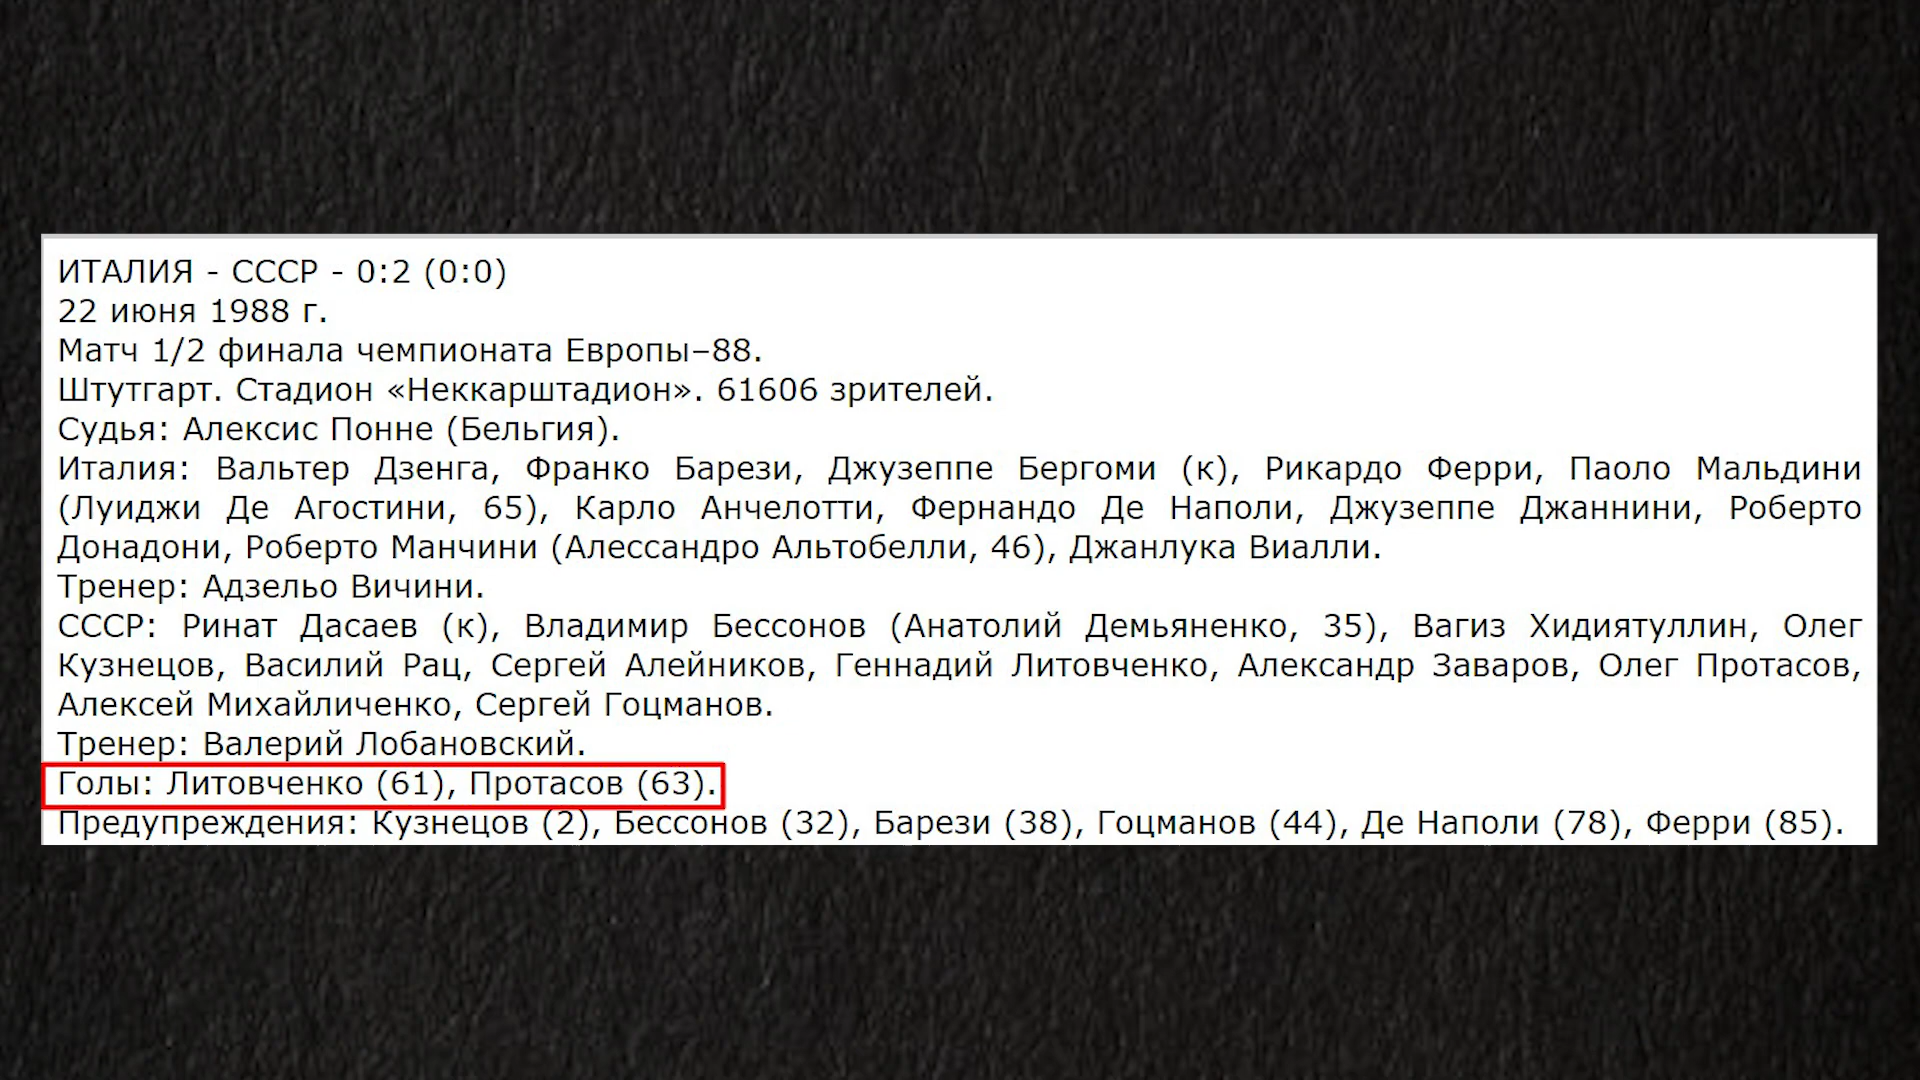 ИТАЛИЯ - СССР - 0:2 (0:0)
22 июня 1988 г.
Матч 1/2 финала чемпионата Европы–88.
Штутгарт. Стадион «Неккарштадион». 61606 зрителей.
Судья: Алексис Понне (Бельгия).
Италия: Вальтер Дзенга, Франко Барези, Джузеппе Бергоми (к), Рикардо Ферри, Паоло Мальдини
(Луиджи Де Агостини, 65), Карло Анчелотти, Фернандо Де Наполи, Джузеппе Джаннини, Роберто
Донадони, Роберто Манчини (Алессандро Альтобелли, 46), Джанлука Виалли.
Тренер: Адзельо Вичини.
СССР: Ринат Дасаев (к), Владимир Бессонов (Анатолий Демьяненко, 35), Вагиз Хидиятуллин, Олег
Кузнецов, Василий Рац, Сергей Алейников, Геннадий Литовченко, Александр Заваров, Олег Протасов,
Алексей Михайличенко, Сергей Гоцманов.
Тренер: Валерий Лобановский.
Голы: Литовченко (61), Протасов (63).
Предупреждения: Кузнецов (2), Бессонов (32), Барези (38), Гоцманов (44), Де Наполи (78), Ферри (85).